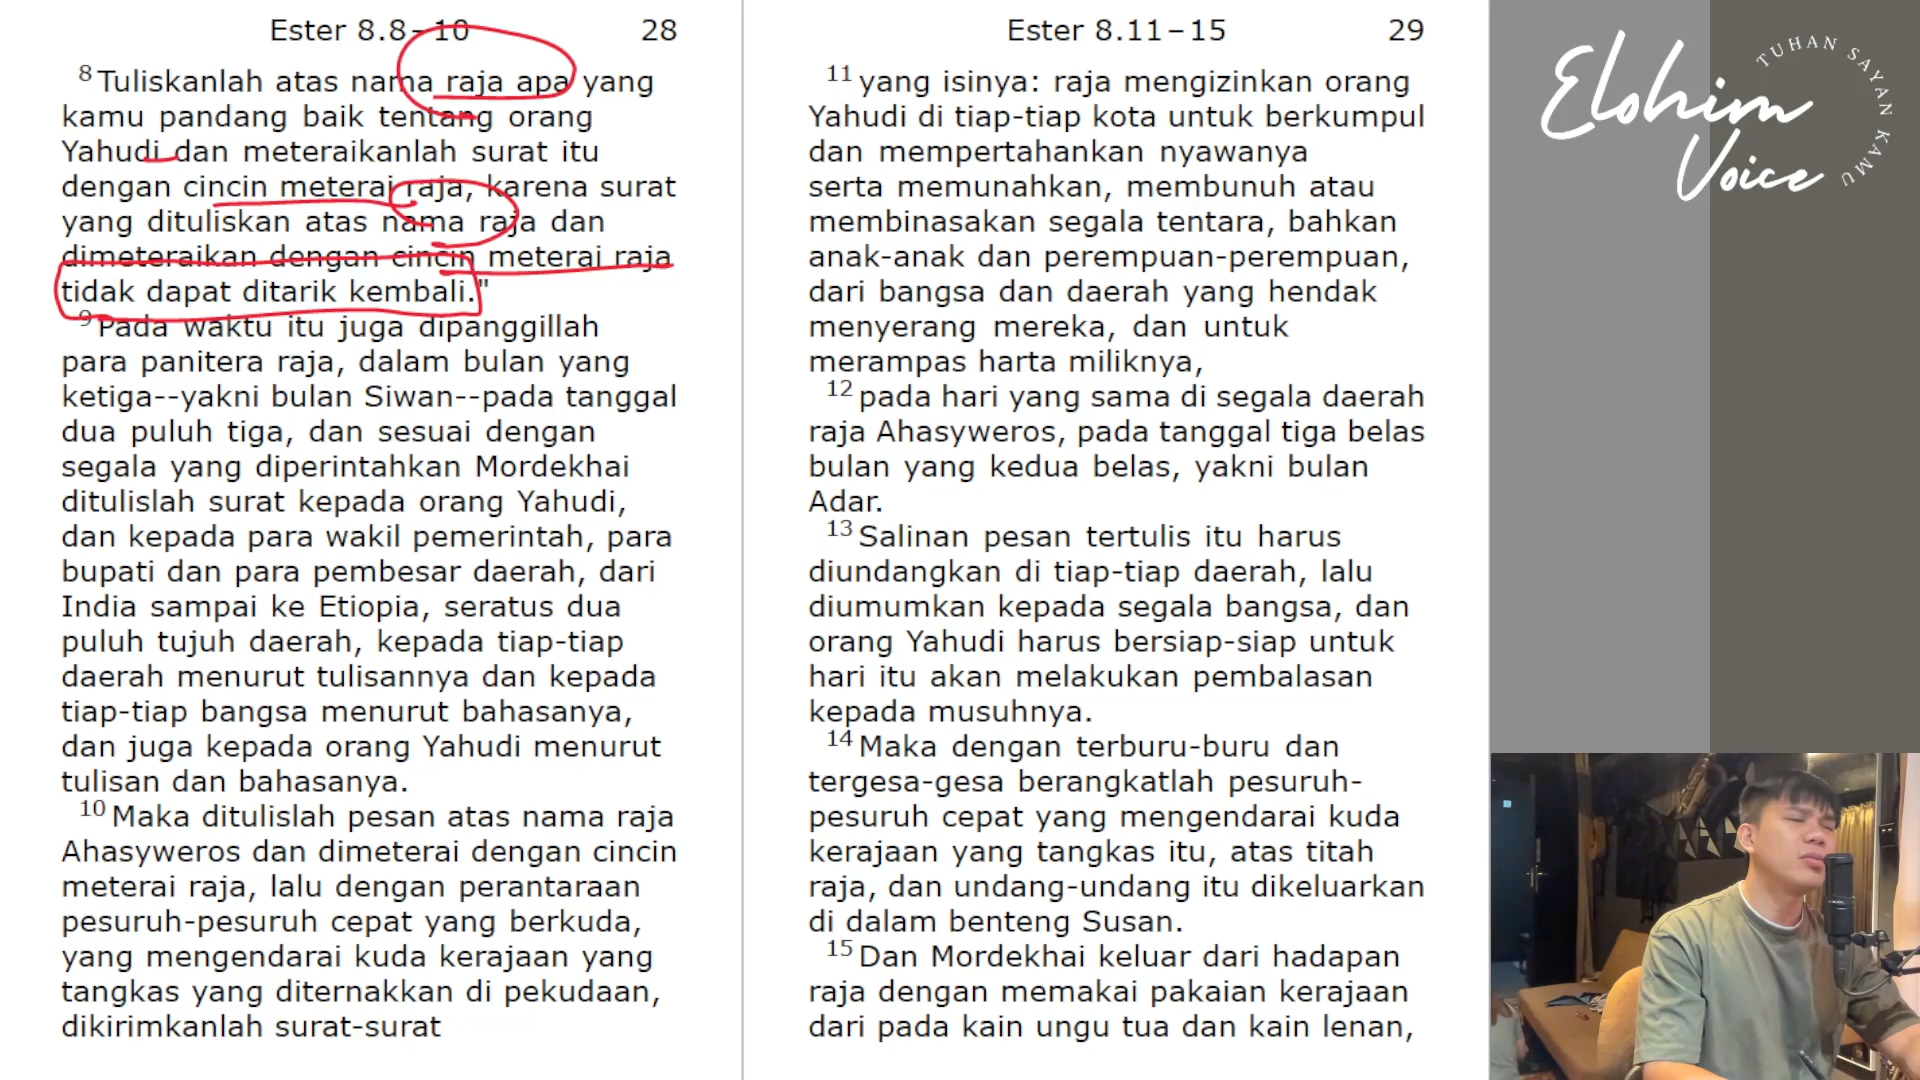 Ester 8.8–10 28
8 Tuliskanlah atas nama raja apa yang
kamu pandang baik tentang orang
Yahudi dan meteraikanlah surat itu
dengan cincin meterai raja, karena surat
yang dituliskan atas nama raja dan
dimeteraikan dengan cincin meterai raja
tidak dapat ditarik kembali."
9 Pada waktu itu juga dipanggillah
para panitera raja, dalam bulan yang
ketiga--yakni bulan Siwan--pada tanggal
dua puluh tiga, dan sesuai dengan
segala yang diperintahkan Mordekhai
ditulislah surat kepada orang Yahudi,
dan kepada para wakil pemerintah, para
bupati dan para pembesar daerah, dari
India sampai ke Etiopia, seratus dua
puluh tujuh daerah, kepada tiap-tiap
daerah menurut tulisannya dan kepada
tiap-tiap bangsa menurut bahasanya,
dan juga kepada orang Yahudi menurut
tulisan dan bahasanya.
10 Maka ditulislah pesan atas nama raja
Ahasyweros dan dimeterai dengan cincin
meterai raja, lalu dengan perantaraan
pesuruh-pesuruh cepat yang berkuda,
yang mengendarai kuda kerajaan yang
tangkas yang diternakkan di pekudaan,
dikirimkanlah surat-surat
Ester 8.11–15 29
11 yang isinya: raja mengizinkan orang
Yahudi di tiap-tiap kota untuk berkumpul
dan mempertahankan nyawanya
serta memunahkan, membunuh atau
membinasakan segala tentara, bahkan
anak-anak dan perempuan-perempuan,
dari bangsa dan daerah yang hendak
menyerang mereka, dan untuk
merampas harta miliknya,
12 pada hari yang sama di segala daerah
raja Ahasyweros, pada tanggal tiga belas
bulan yang kedua belas, yakni bulan
Adar.
13 Salinan pesan tertulis itu harus
diundangkan di tiap-tiap daerah, lalu
diumumkan kepada segala bangsa, dan
orang Yahudi harus bersiap-siap untuk
hari itu akan melakukan pembalasan
kepada musuhnya.
14 Maka dengan terburu-buru dan
tergesa-gesa berangkatlah pesuruh-
pesuruh cepat yang mengendarai kuda
kerajaan yang tangkas itu, atas titah
raja, dan undang-undang itu dikeluarkan
di dalam benteng Susan.
15 Dan Mordekhai keluar dari hadapan
raja dengan memakai pakaian kerajaan
dari pada kain ungu tua dan kain lenan,
Elohim
Voice
TUHAN SAYANG KAMU